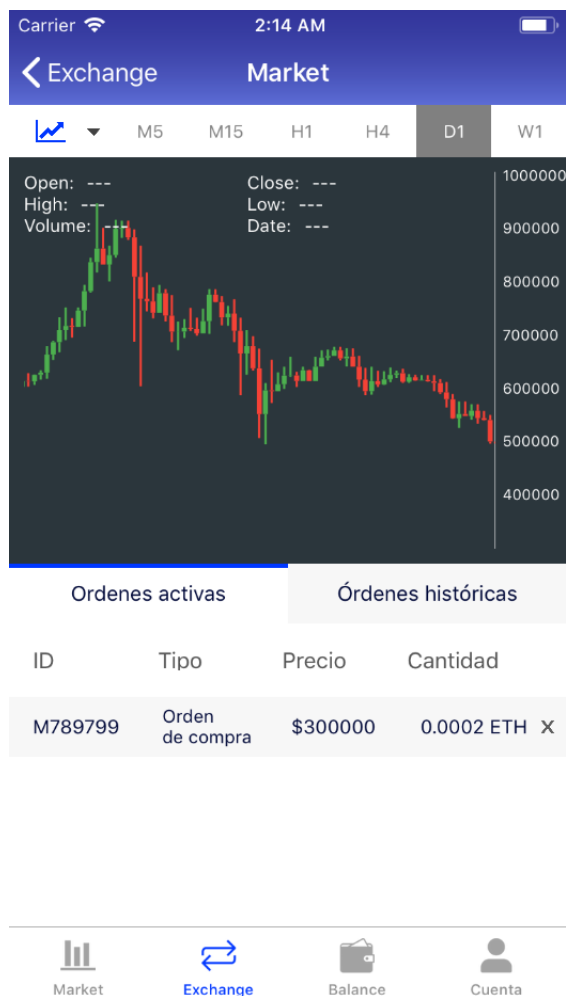 Carrier 2:14 AM
Exchange Market
M5 M15 H1 H4 D1 W1
Open: --- Close: ---
High: --- Low: ---
Volume: --- Date: ---
1000000
900000
800000
700000
600000
500000
400000
Ordenes activas Órdenes históricas
ID Tipo Precio Cantidad
M789799 Orden de compra $300000 0.0002 ETH X
Market Exchange Balance Cuenta